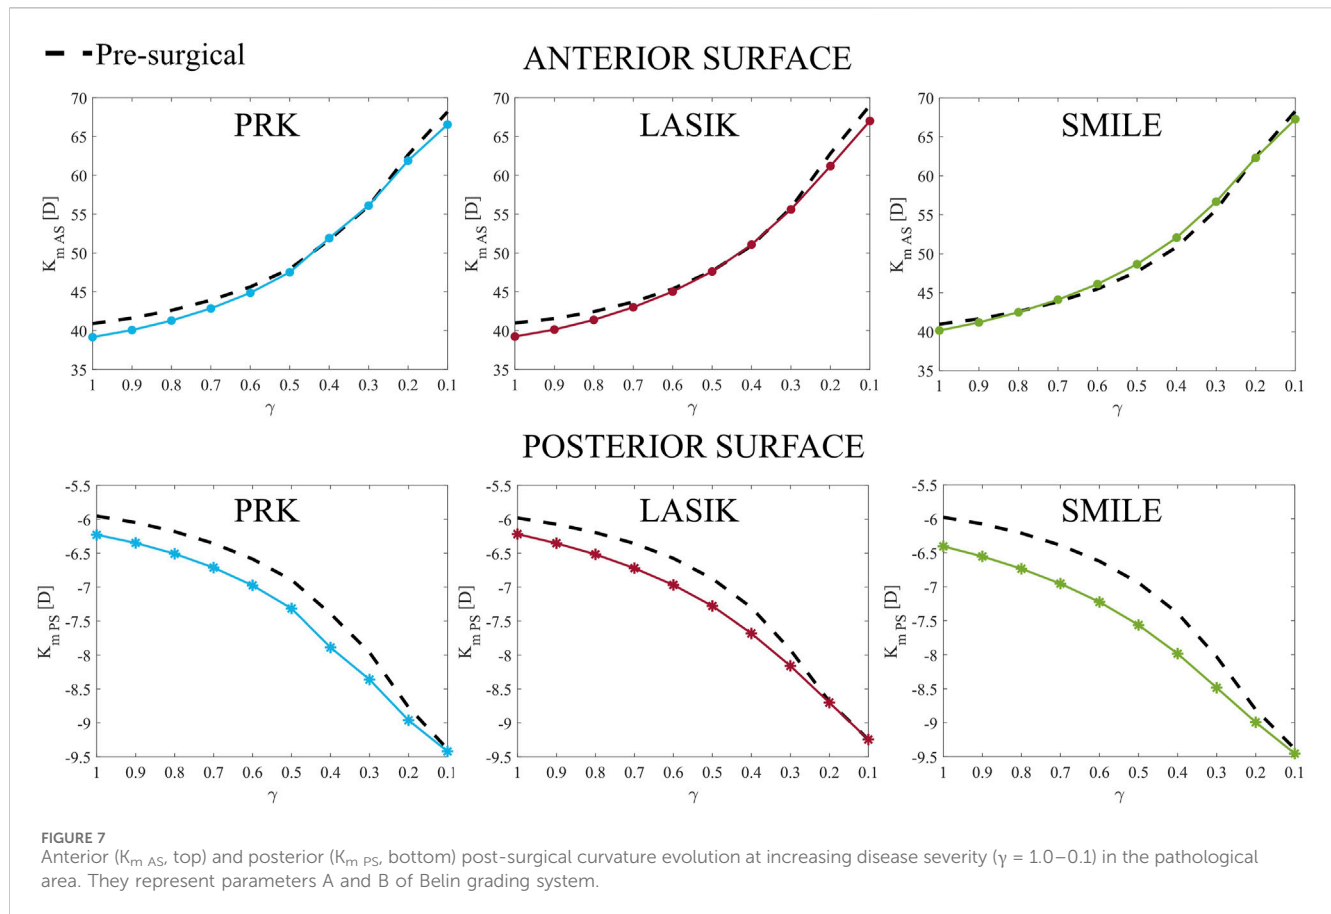 Pre-surgical
ANTERIOR SURFACE
PRK
K_m AS [D]
70
65
60
55
50
45
40
35
1 0.9 0.8 0.7 0.6 0.5 0.4 0.3 0.2 0.1
γ
LASIK
K_m AS [D]
70
65
60
55
50
45
40
35
1 0.9 0.8 0.7 0.6 0.5 0.4 0.3 0.2 0.1
γ
SMILE
K_m AS [D]
70
65
60
55
50
45
40
35
1 0.9 0.8 0.7 0.6 0.5 0.4 0.3 0.2 0.1
γ
POSTERIOR SURFACE
PRK
K_m PS [D]
-5.5
-6
-6.5
-7
-7.5
-8
-8.5
-9
-9.5
1 0.9 0.8 0.7 0.6 0.5 0.4 0.3 0.2 0.1
γ
LASIK
K_m PS [D]
-5.5
-6
-6.5
-7
-7.5
-8
-8.5
-9
-9.5
1 0.9 0.8 0.7 0.6 0.5 0.4 0.3 0.2 0.1
γ
SMILE
K_m PS [D]
-5.5
-6
-6.5
-7
-7.5
-8
-8.5
-9
-9.5
1 0.9 0.8 0.7 0.6 0.5 0.4 0.3 0.2 0.1
γ
FIGURE 7
Anterior (K_m AS, top) and posterior (K_m PS, bottom) post-surgical curvature evolution at increasing disease severity (γ = 1.0–0.1) in the pathological
area. They represent parameters A and B of Belin grading system.